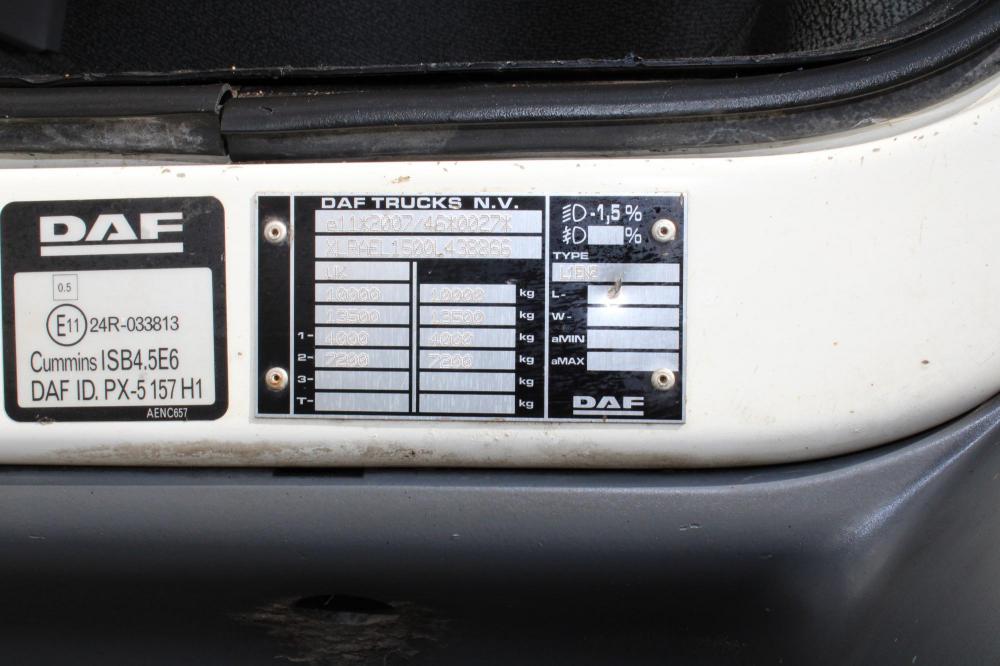 DAF
0.5
E11 24R-033813
Cummins ISB4.5E6
DAF ID. PX-5 157 H1
AENC657
DAF TRUCKS N.V.
e11*2007/46*0027*
XLRAEL1500L438866
UK
10000 10000 kg
13500 13500 kg
1- 4000 4000 kg
2- 7200 7200 kg
3- kg
T- kg
-1,5%
%
TYPE
L1EN2
L-
W-
aMIN
aMAX
DAF